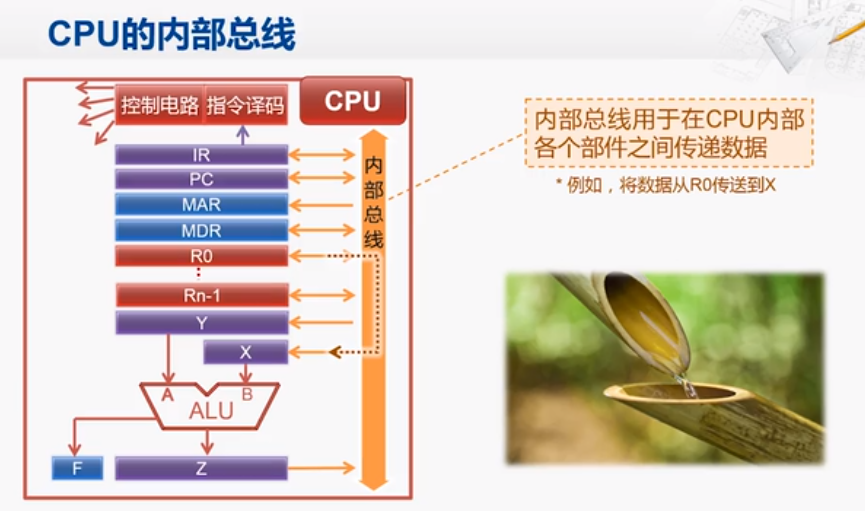 CPU的内部总线
控制电路 指令译码
CPU
IR
PC
MAR
MDR
R0
Rn-1
Y
X
A
B
ALU
F
Z
内部总线
内部总线用于在CPU内部
各个部件之间传递数据
* 例如，将数据从R0传送到X